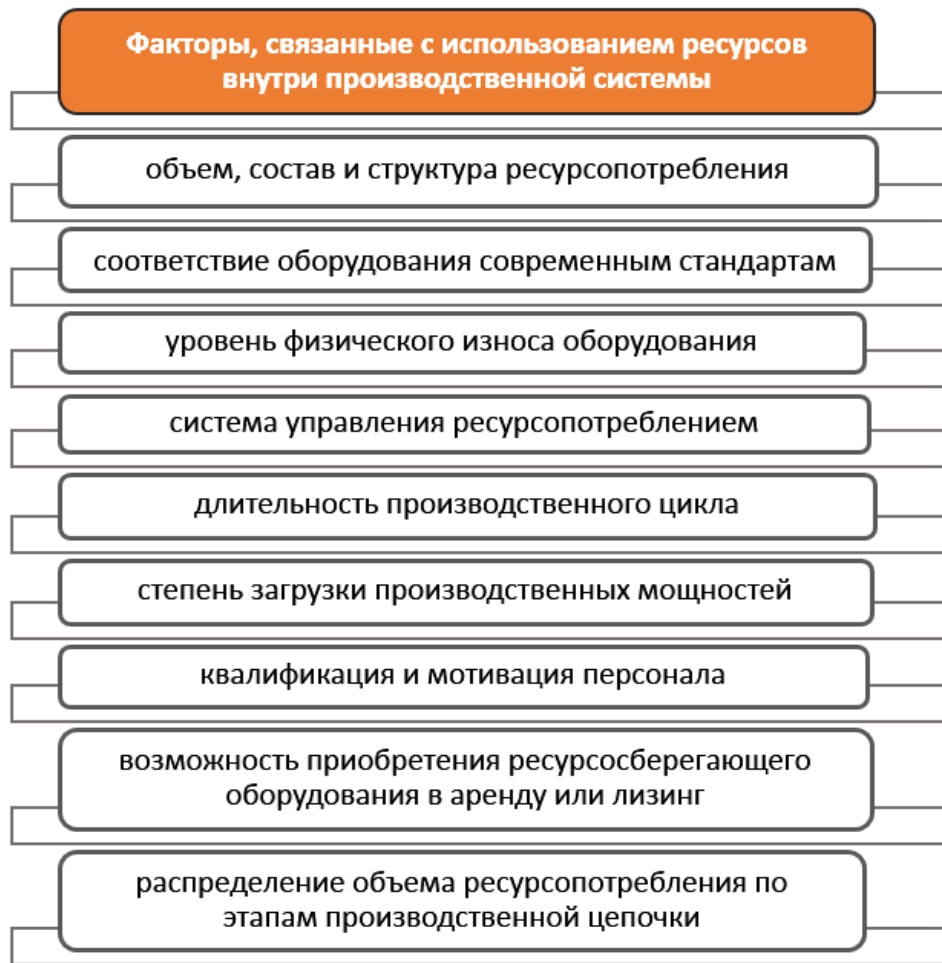 Факторы, связанные с использованием ресурсов
внутри производственной системы
объем, состав и структура ресурсопотребления
соответствие оборудования современным стандартам
уровень физического износа оборудования
система управления ресурсопотреблением
длительность производственного цикла
степень загрузки производственных мощностей
квалификация и мотивация персонала
возможность приобретения ресурсосберегающего
оборудования в аренду или лизинг
распределение объема ресурсопотребления по
этапам производственной цепочки